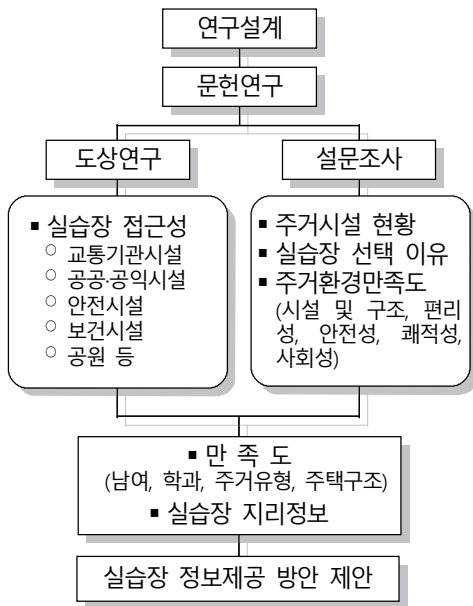 연구설계
문헌연구
도상연구
설문조사
▪ 실습장 접근성
○ 교통기관시설
○ 공공·공익시설
○ 안전시설
○ 보건시설
○ 공원 등
▪ 주거시설 현황
▪ 실습장 선택 이유
▪ 주거환경만족도
(시설 및 구조, 편리
성, 안전성, 쾌적성,
사회성)
▪ 만 족 도
(남여, 학과, 주거유형, 주택구조)
▪ 실습장 지리정보
실습장 정보제공 방안 제안